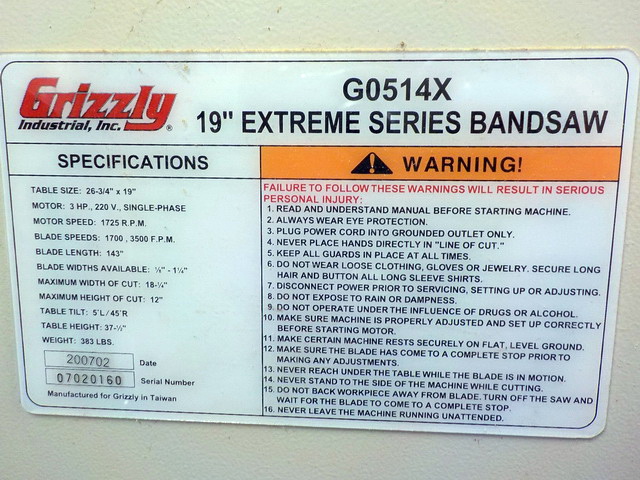 Grizzly
Industrial, Inc.®
G0514X
19" EXTREME SERIES BANDSAW
SPECIFICATIONS
TABLE SIZE: 26-3/4" x 19"
MOTOR: 3 HP., 220 V., SINGLE-PHASE
MOTOR SPEED: 1725 R.P.M.
BLADE SPEEDS: 1700, 3500 F.P.M.
BLADE LENGTH: 143"
BLADE WIDTHS AVAILABLE: ⅛" - 1¼"
MAXIMUM WIDTH OF CUT: 18-¼"
MAXIMUM HEIGHT OF CUT: 12"
TABLE TILT: 5°L/45°R
TABLE HEIGHT: 37-½"
WEIGHT: 383 LBS.
200702 Date
07020160 Serial Number
Manufactured for Grizzly in Taiwan
WARNING!
FAILURE TO FOLLOW THESE WARNINGS WILL RESULT IN SERIOUS
PERSONAL INJURY:
1. READ AND UNDERSTAND MANUAL BEFORE STARTING MACHINE.
2. ALWAYS WEAR EYE PROTECTION.
3. PLUG POWER CORD INTO GROUNDED OUTLET ONLY.
4. NEVER PLACE HANDS DIRECTLY IN "LINE OF CUT."
5. KEEP ALL GUARDS IN PLACE AT ALL TIMES.
6. DO NOT WEAR LOOSE CLOTHING, GLOVES OR JEWELRY. SECURE LONG
HAIR AND BUTTON ALL LONG SLEEVE SHIRTS.
7. DISCONNECT POWER PRIOR TO SERVICING, SETTING UP OR ADJUSTING.
8. DO NOT EXPOSE TO RAIN OR DAMPNESS.
9. DO NOT OPERATE UNDER THE INFLUENCE OF DRUGS OR ALCOHOL.
10. MAKE SURE MACHINE IS PROPERLY ADJUSTED AND SET UP CORRECTLY
BEFORE STARTING MOTOR.
11. MAKE CERTAIN MACHINE RESTS SECURELY ON FLAT, LEVEL GROUND.
12. MAKE SURE THE BLADE HAS COME TO A COMPLETE STOP PRIOR TO
MAKING ANY ADJUSTMENTS.
13. NEVER REACH UNDER THE TABLE WHILE THE BLADE IS IN MOTION.
14. NEVER STAND TO THE SIDE OF THE MACHINE WHILE CUTTING.
15. DO NOT BACK WORKPIECE AWAY FROM BLADE. TURN OFF THE SAW AND
WAIT FOR THE BLADE TO COME TO A COMPLETE STOP.
16. NEVER LEAVE THE MACHINE RUNNING UNATTENDED.